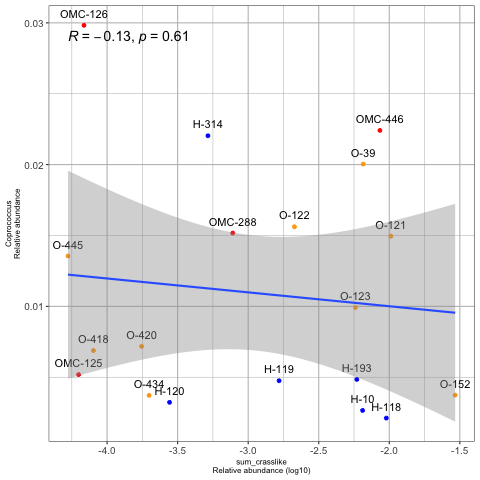 0.03
OMC-126
R = −0.13, p = 0.61
H-314
OMC-446
O-39
0.02
OMC-288
O-122
O-121
O-445
O-123
0.01
O-418
O-420
OMC-125
O-434
H-120
H-119
H-193
O-152
H-10
H-118
Coprococcus
Relative abundance
-4.0
-3.5
-3.0
-2.5
-2.0
-1.5
sum_crasslike
Relative abundance (log10)